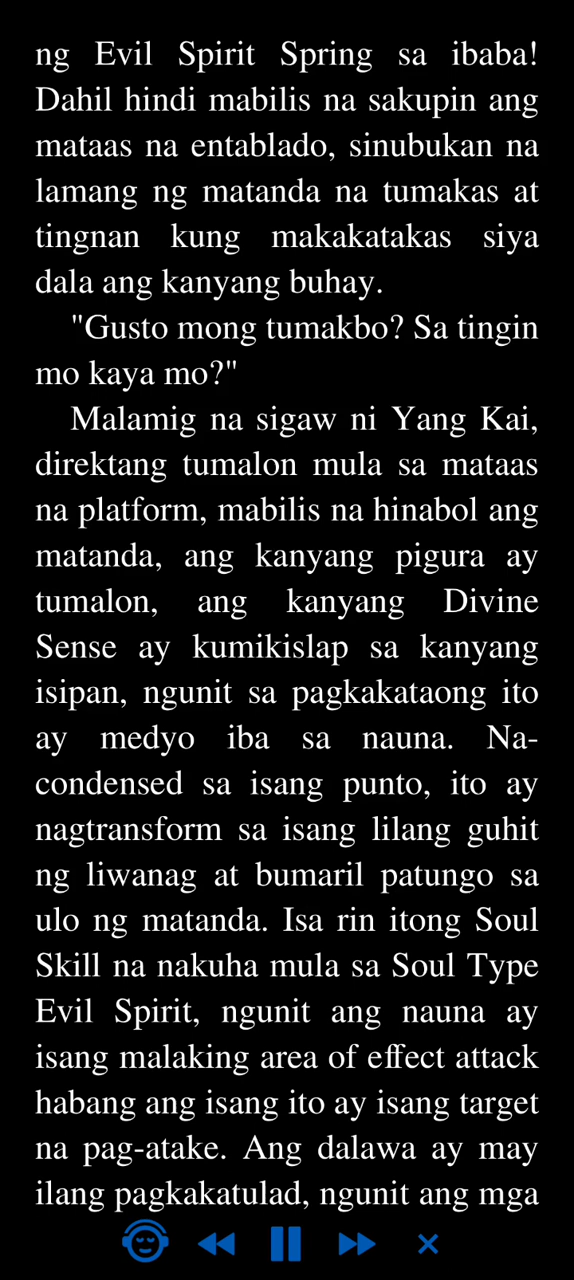 ng Evil Spirit Spring sa ibaba!
Dahil hindi mabilis na sakupin ang
mataas na entablado, sinubukan na
lamang ng matanda na tumakas at
tingnan kung makakatakas siya
dala ang kanyang buhay.
"Gusto mong tumakbo? Sa tingin
mo kaya mo?"
Malamig na sigaw ni Yang Kai,
direktang tumalon mula sa mataas
na platform, mabilis na hinabol ang
matanda, ang kanyang pigura ay
tumalon, ang kanyang Divine
Sense ay kumikislap sa kanyang
isipan, ngunit sa pagkakataong ito
ay medyo iba sa nauna. Na-
condensed sa isang punto, ito ay
nagtransform sa isang lilang guhit
ng liwanag at bumaril patungo sa
ulo ng matanda. Isa rin itong Soul
Skill na nakuha mula sa Soul Type
Evil Spirit, ngunit ang nauna ay
isang malaking area of effect attack
habang ang isang ito ay isang target
na pag-atake. Ang dalawa ay may
ilang pagkakatulad, ngunit ang mga